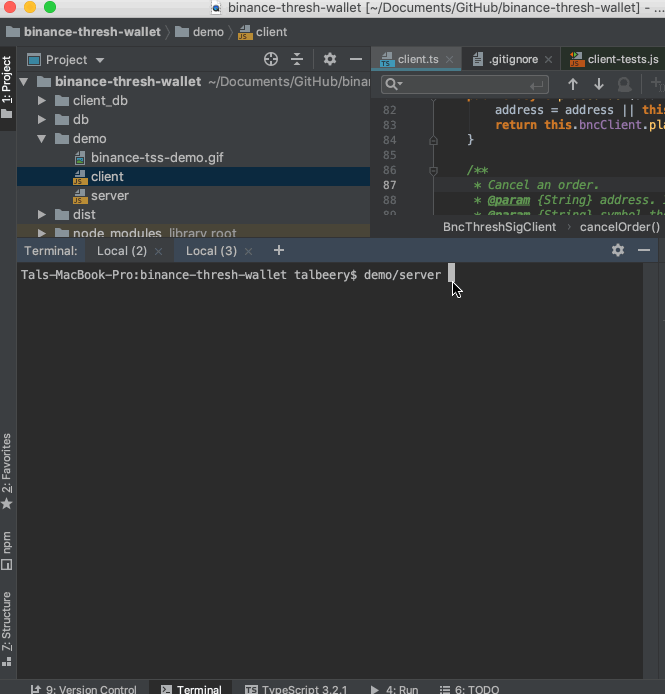 binance-thresh-wallet [~/Documents/GitHub/binance-thresh-wallet] - ...
binance-thresh-wallet demo client
Project
client.ts .gitignore client-tests.js
binance-thresh-wallet ~/Documents/GitHub/binan
client_db
db
demo
binance-tss-demo.gif
client
server
dist
node_modules library root
82 address = address || this
83 return this.bncClient.pla
84 }
85
86 /**
87 * Cancel an order.
88 * @param {String} address.
89 * @param {String} symbol the
BncThreshSigClient cancelOrder()
Terminal: Local (2) Local (3) +
Tals-MacBook-Pro:binance-thresh-wallet talbeery$ demo/server
1: Project
2: Favorites
npm
7: Structure
9: Version Control Terminal TypeScript 3.2.1 4: Run 6: TODO